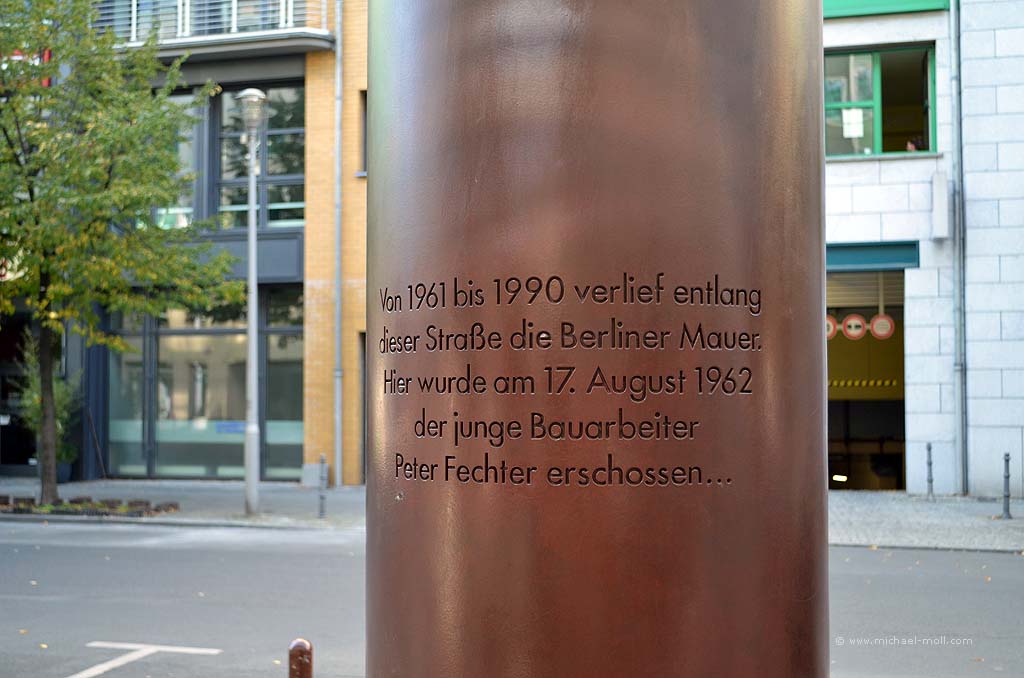 Von 1961 bis 1990 verlief entlang
dieser Straße die Berliner Mauer.
Hier wurde am 17. August 1962
der junge Bauarbeiter
Peter Fechter erschossen...
© www.michael-moll.com